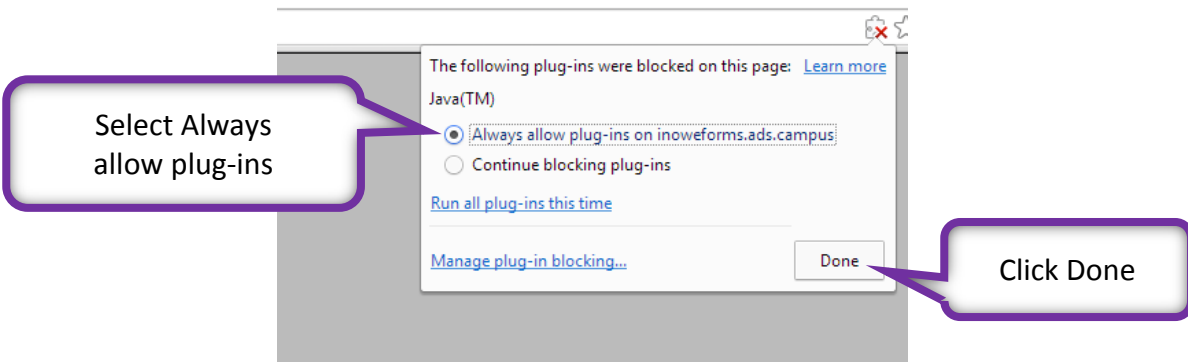 The following plug-ins were blocked on this page: Learn more
Java(TM)
Select Always
allow plug-ins
Always allow plug-ins on inoweforms.ads.campus
Continue blocking plug-ins
Run all plug-ins this time
Manage plug-in blocking...
Done
Click Done